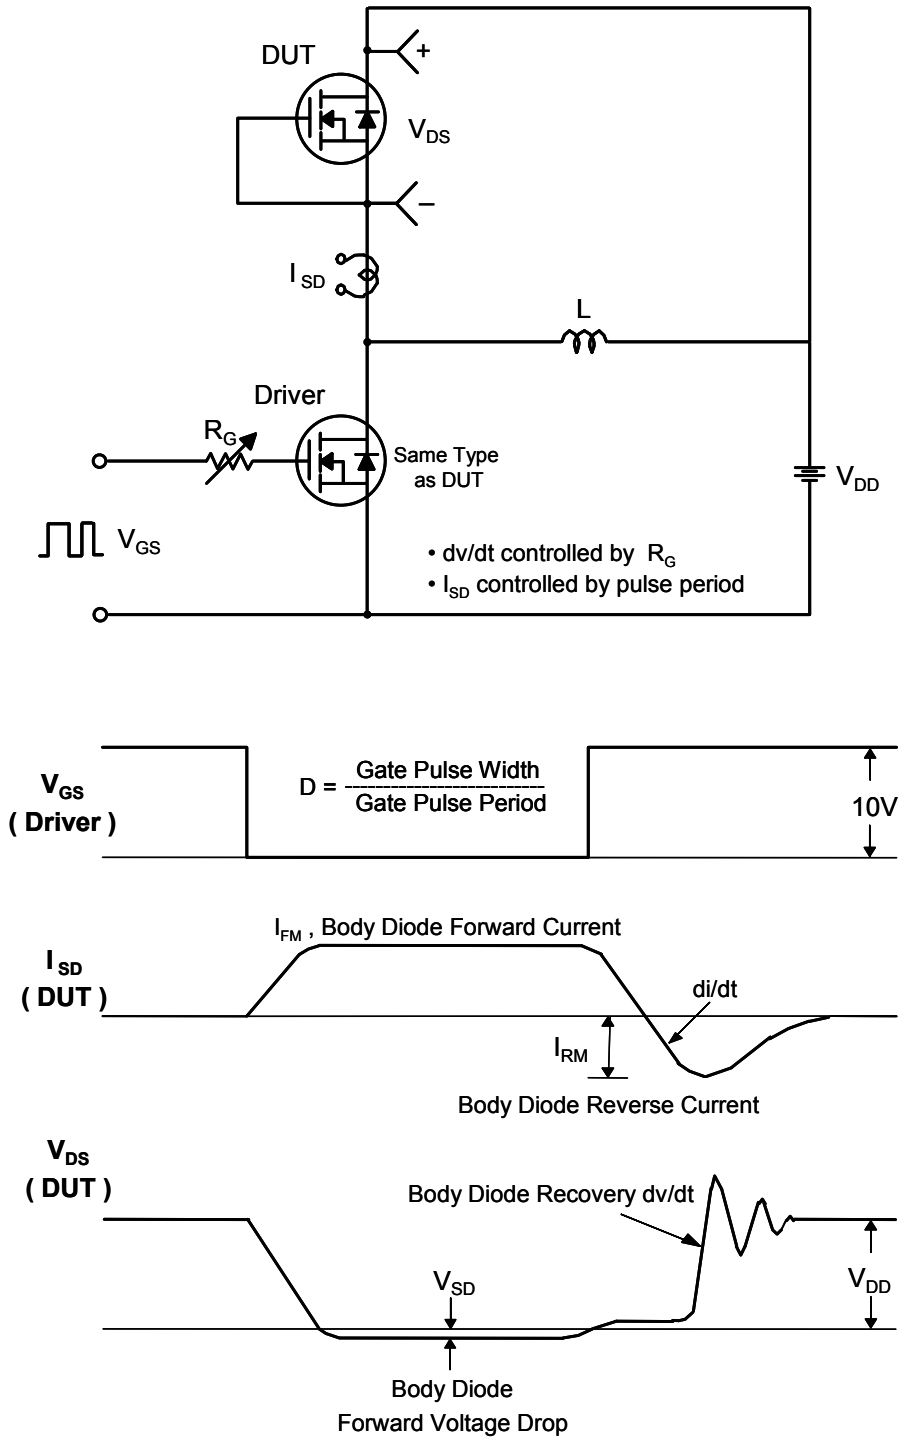 DUT
+
V_DS
−
I_SD
L
Driver
R_G
Same Type
as DUT
V_DD
V_GS
• dv/dt controlled by R_G
• I_SD controlled by pulse period
V_GS
( Driver )
D = Gate Pulse Width
--------------------------
Gate Pulse Period
10V
I_FM , Body Diode Forward Current
I_SD
( DUT )
di/dt
I_RM
Body Diode Reverse Current
V_DS
( DUT )
Body Diode Recovery dv/dt
V_SD
V_DD
Body Diode
Forward Voltage Drop